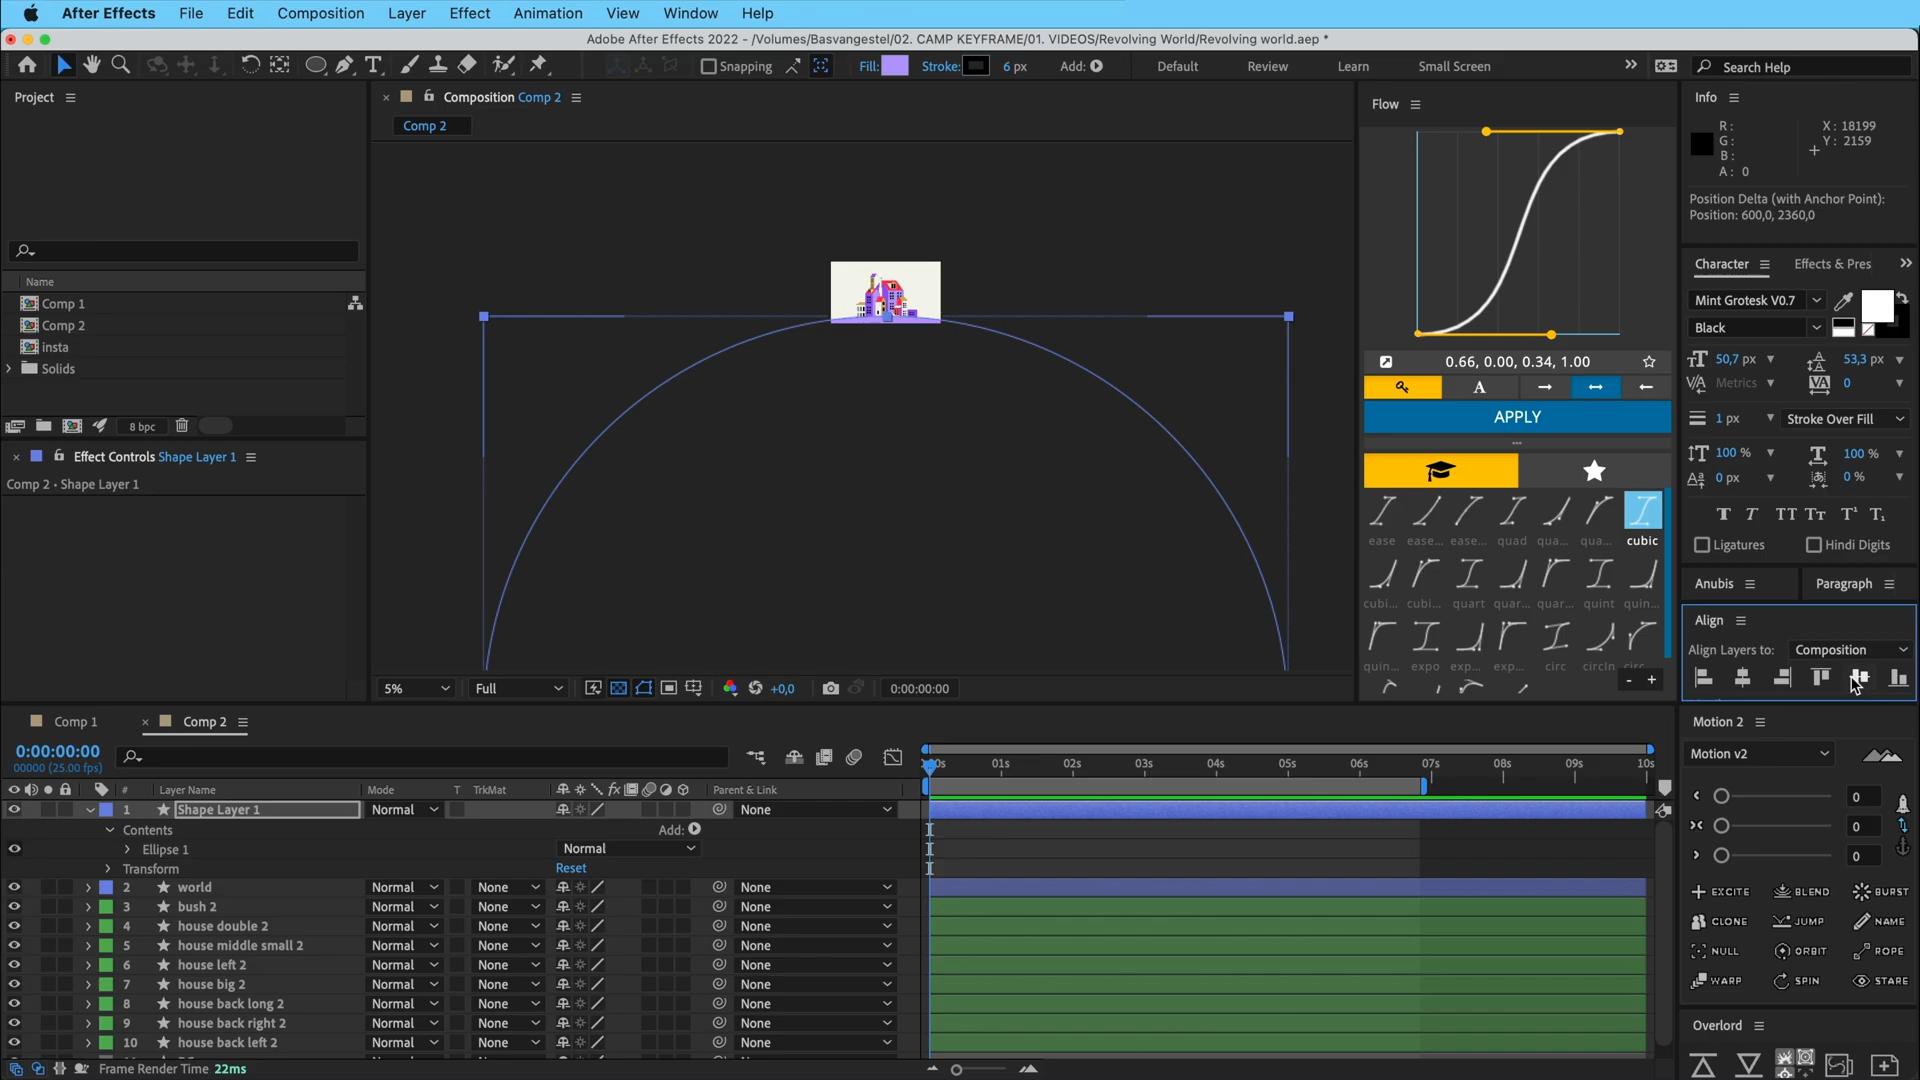 After Effects File Edit Composition Layer Effect Animation View Window Help
Adobe After Effects 2022 - /Volumes/Basvangestel/02. CAMP KEYFRAME/01. VIDEOS/Revolving World/Revolving world.aep *
Snapping Fill: Stroke: 6 px Add: Default Review Learn Small Screen Search Help
Project
Composition Comp 2
Comp 2
Name
Comp 1
Comp 2
insta
Solids
8 bpc
Effect Controls Shape Layer 1
Comp 2 • Shape Layer 1
5% Full +0,0 0:00:00:00
Flow
0.66, 0.00, 0.34, 1.00
A
APPLY
ease ease... ease... quad qua... qua... cubic
cubi... cubi... quart quar... quar... quint quin...
quin... expo exp... exp... circ circIn circ
- +
Info
R: X: 18199
G: Y: 2159
B:
A: 0
Position Delta (with Anchor Point):
Position: 600,0, 2360,0
Character Effects & Pres
Mint Grotesk V0.7
Black
50,7 px 53,3 px
Metrics 0
1 px Stroke Over Fill
100 % 100 %
0 px 0 %
T T TT Tт T¹ T₁
Ligatures Hindi Digits
Anubis Paragraph
Align
Align Layers to: Composition
Motion 2
Motion v2
0
0
0
EXCITE BLEND BURST
CLONE JUMP NAME
NULL ORBIT ROPE
WARP SPIN STARE
Overlord
Comp 1 Comp 2
0:00:00:00
00000 (25.00 fps)
# Layer Name Mode T TrkMat Parent & Link
1 Shape Layer 1 Normal None
Contents Add:
Ellipse 1 Normal
Transform Reset
2 world Normal None None
3 bush 2 Normal None None
4 house double 2 Normal None None
5 house middle small 2 Normal None None
6 house left 2 Normal None None
7 house big 2 Normal None None
8 house back long 2 Normal None None
9 house back right 2 Normal None None
10 house back left 2 Normal None None
01s 02s 03s 04s 05s 06s 07s 08s 09s 10s
Frame Render Time 22ms